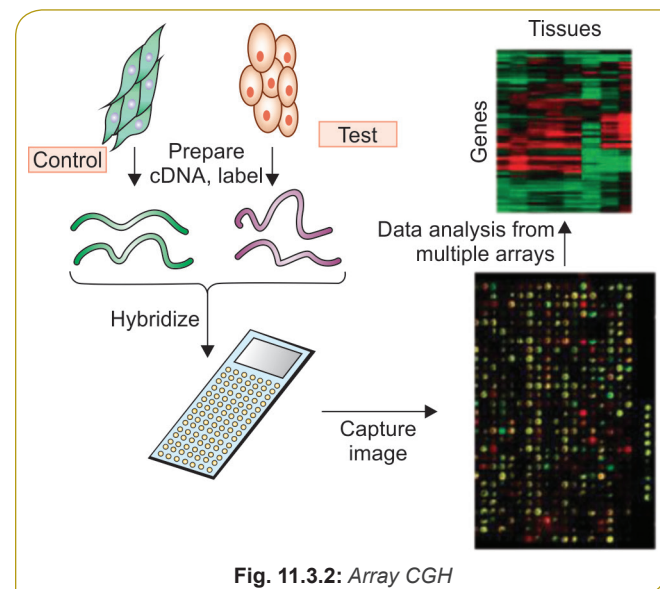 Tissues
Genes
Control
Test
Prepare
cDNA, label
Hybridize
Capture
image
Data analysis from
multiple arrays
Fig. 11.3.2: Array CGH